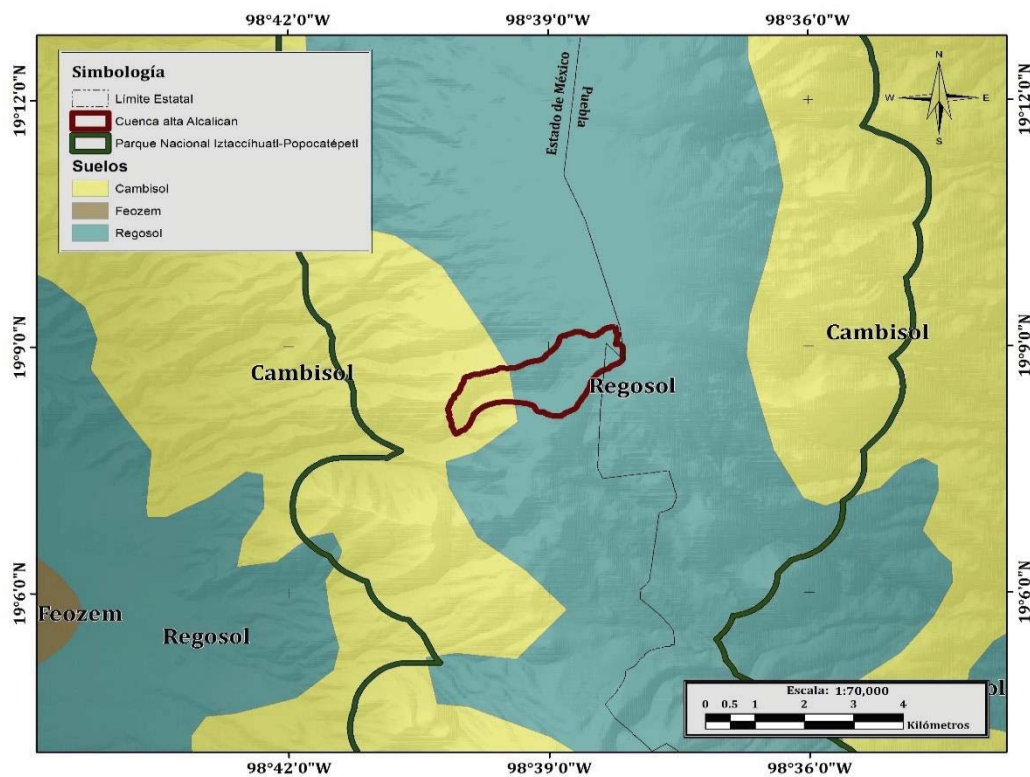 98°42'0"W 98°39'0"W 98°36'0"W
Simbología
Límite Estatal
Cuenca alta Alcalican
Parque Nacional Iztaccíhuatl-Popocatépetl
Suelos
Cambisol
Feozem
Regosol
Estado de México
Puebla
N
W E
S
19°12'0"N 19°12'0"N
19°9'0"N 19°9'0"N
Cambisol
Cambisol
Regosol
19°6'0"N 19°6'0"N
Feozem
Regosol
Escala: 1:70,000
0 0.5 1 2 3 4
Kilómetros
98°42'0"W 98°39'0"W 98°36'0"W